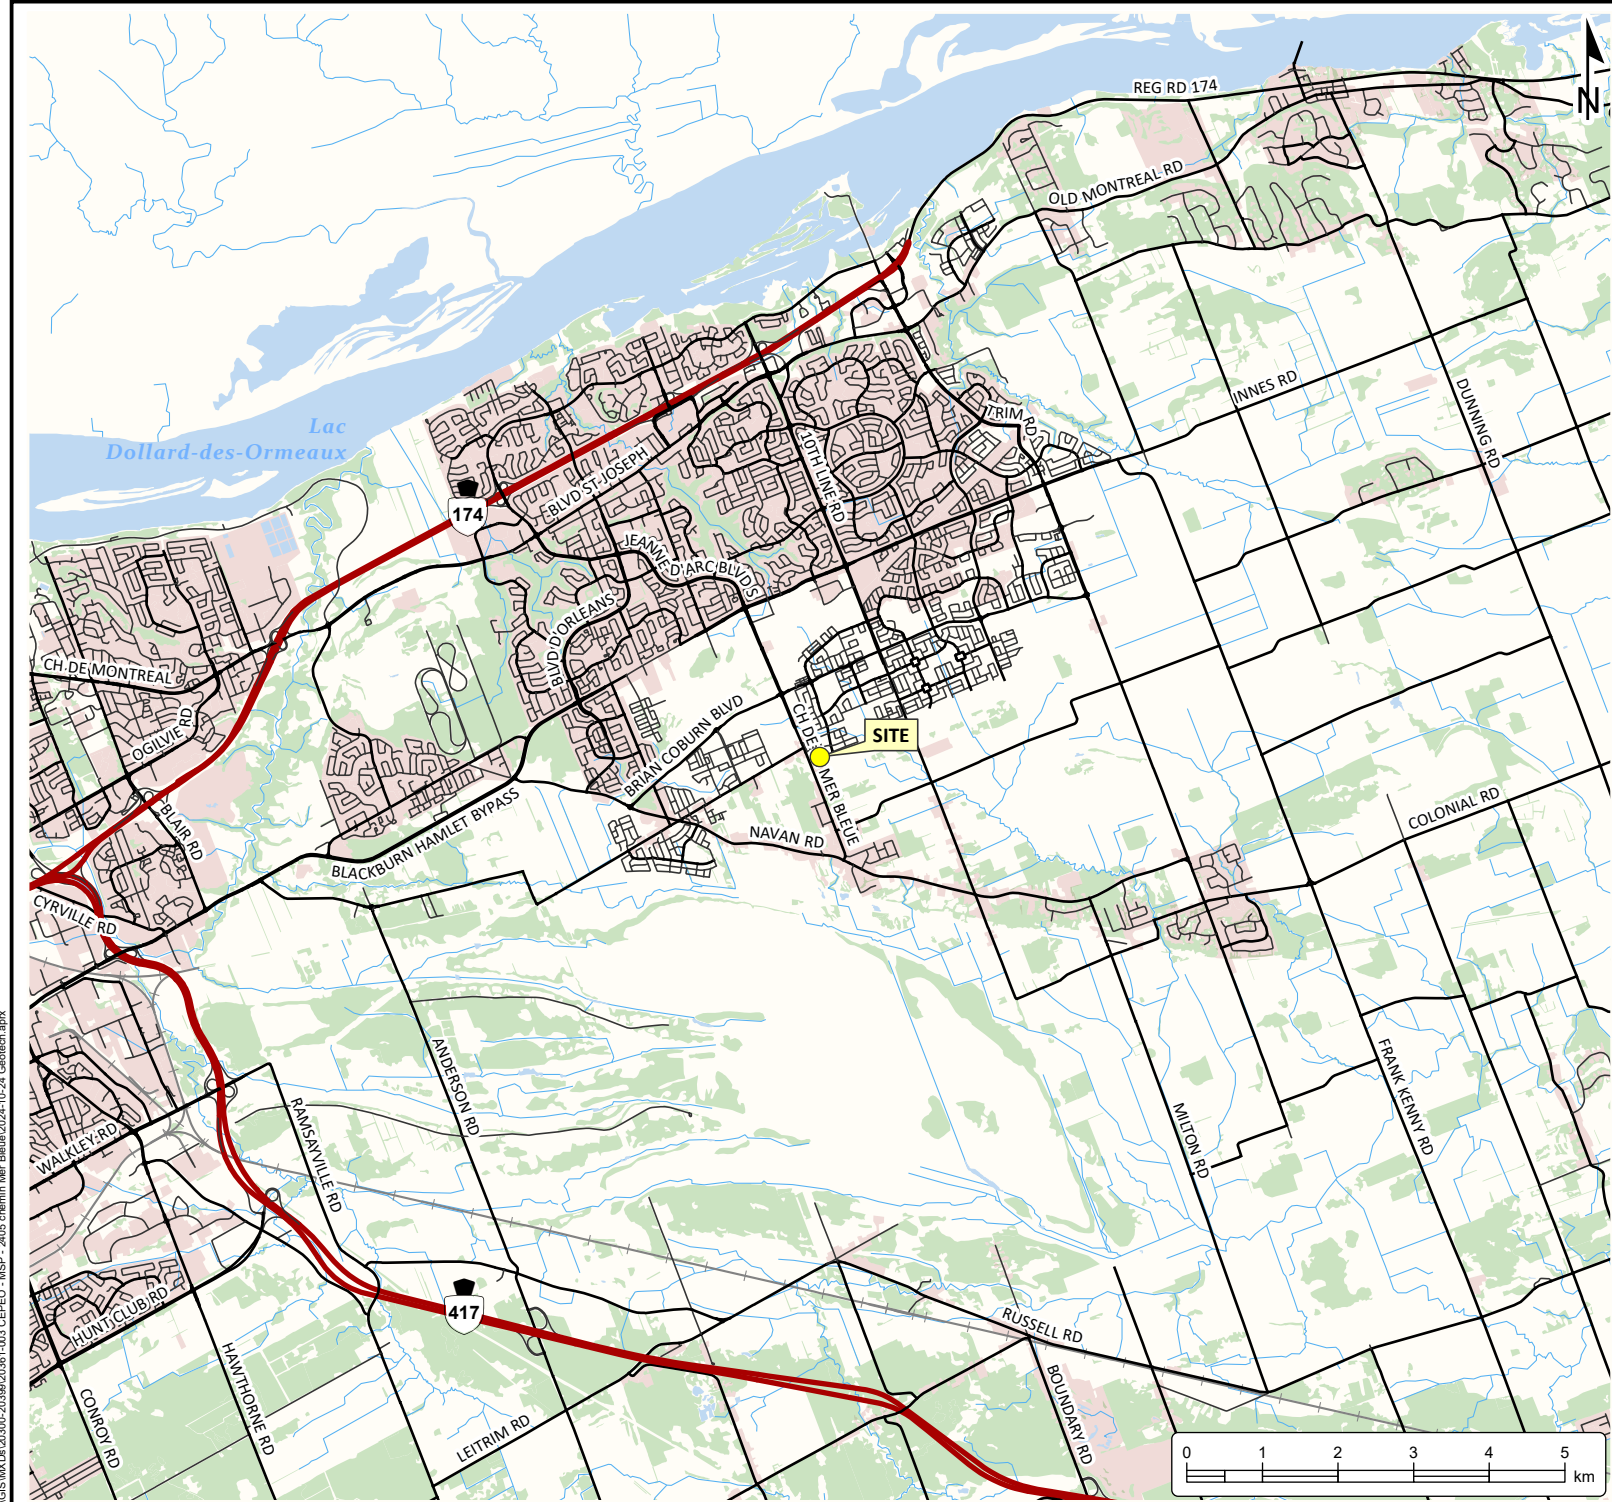 REG RD 174
N
OLD MONTREAL RD
INNES RD
DUNNING RD
TRIM RD
Lac
Dollard-des-Ormeaux
10TH LINE RD
BLVD ST-JOSEPH
174
JEANNE D'ARC BLVD S
BLVD D'ORLEANS
CH DE MONTREAL
OGILVIE RD
BRIAN COBURN BLVD
CH DE MER BLEUE
SITE
BLAIR RD
BLACKBURN HAMLET BYPASS
NAVAN RD
COLONIAL RD
CYRVILLE RD
ANDERSON RD
RAMSAYVILLE RD
WALKLEY RD
MILTON RD
FRANK KENNY RD
417
HUNT CLUB RD
RUSSELL RD
HAWTHORNE RD
CONROY RD
LEITRIM RD
BOUNDARY RD
0 1 2 3 4 5
km